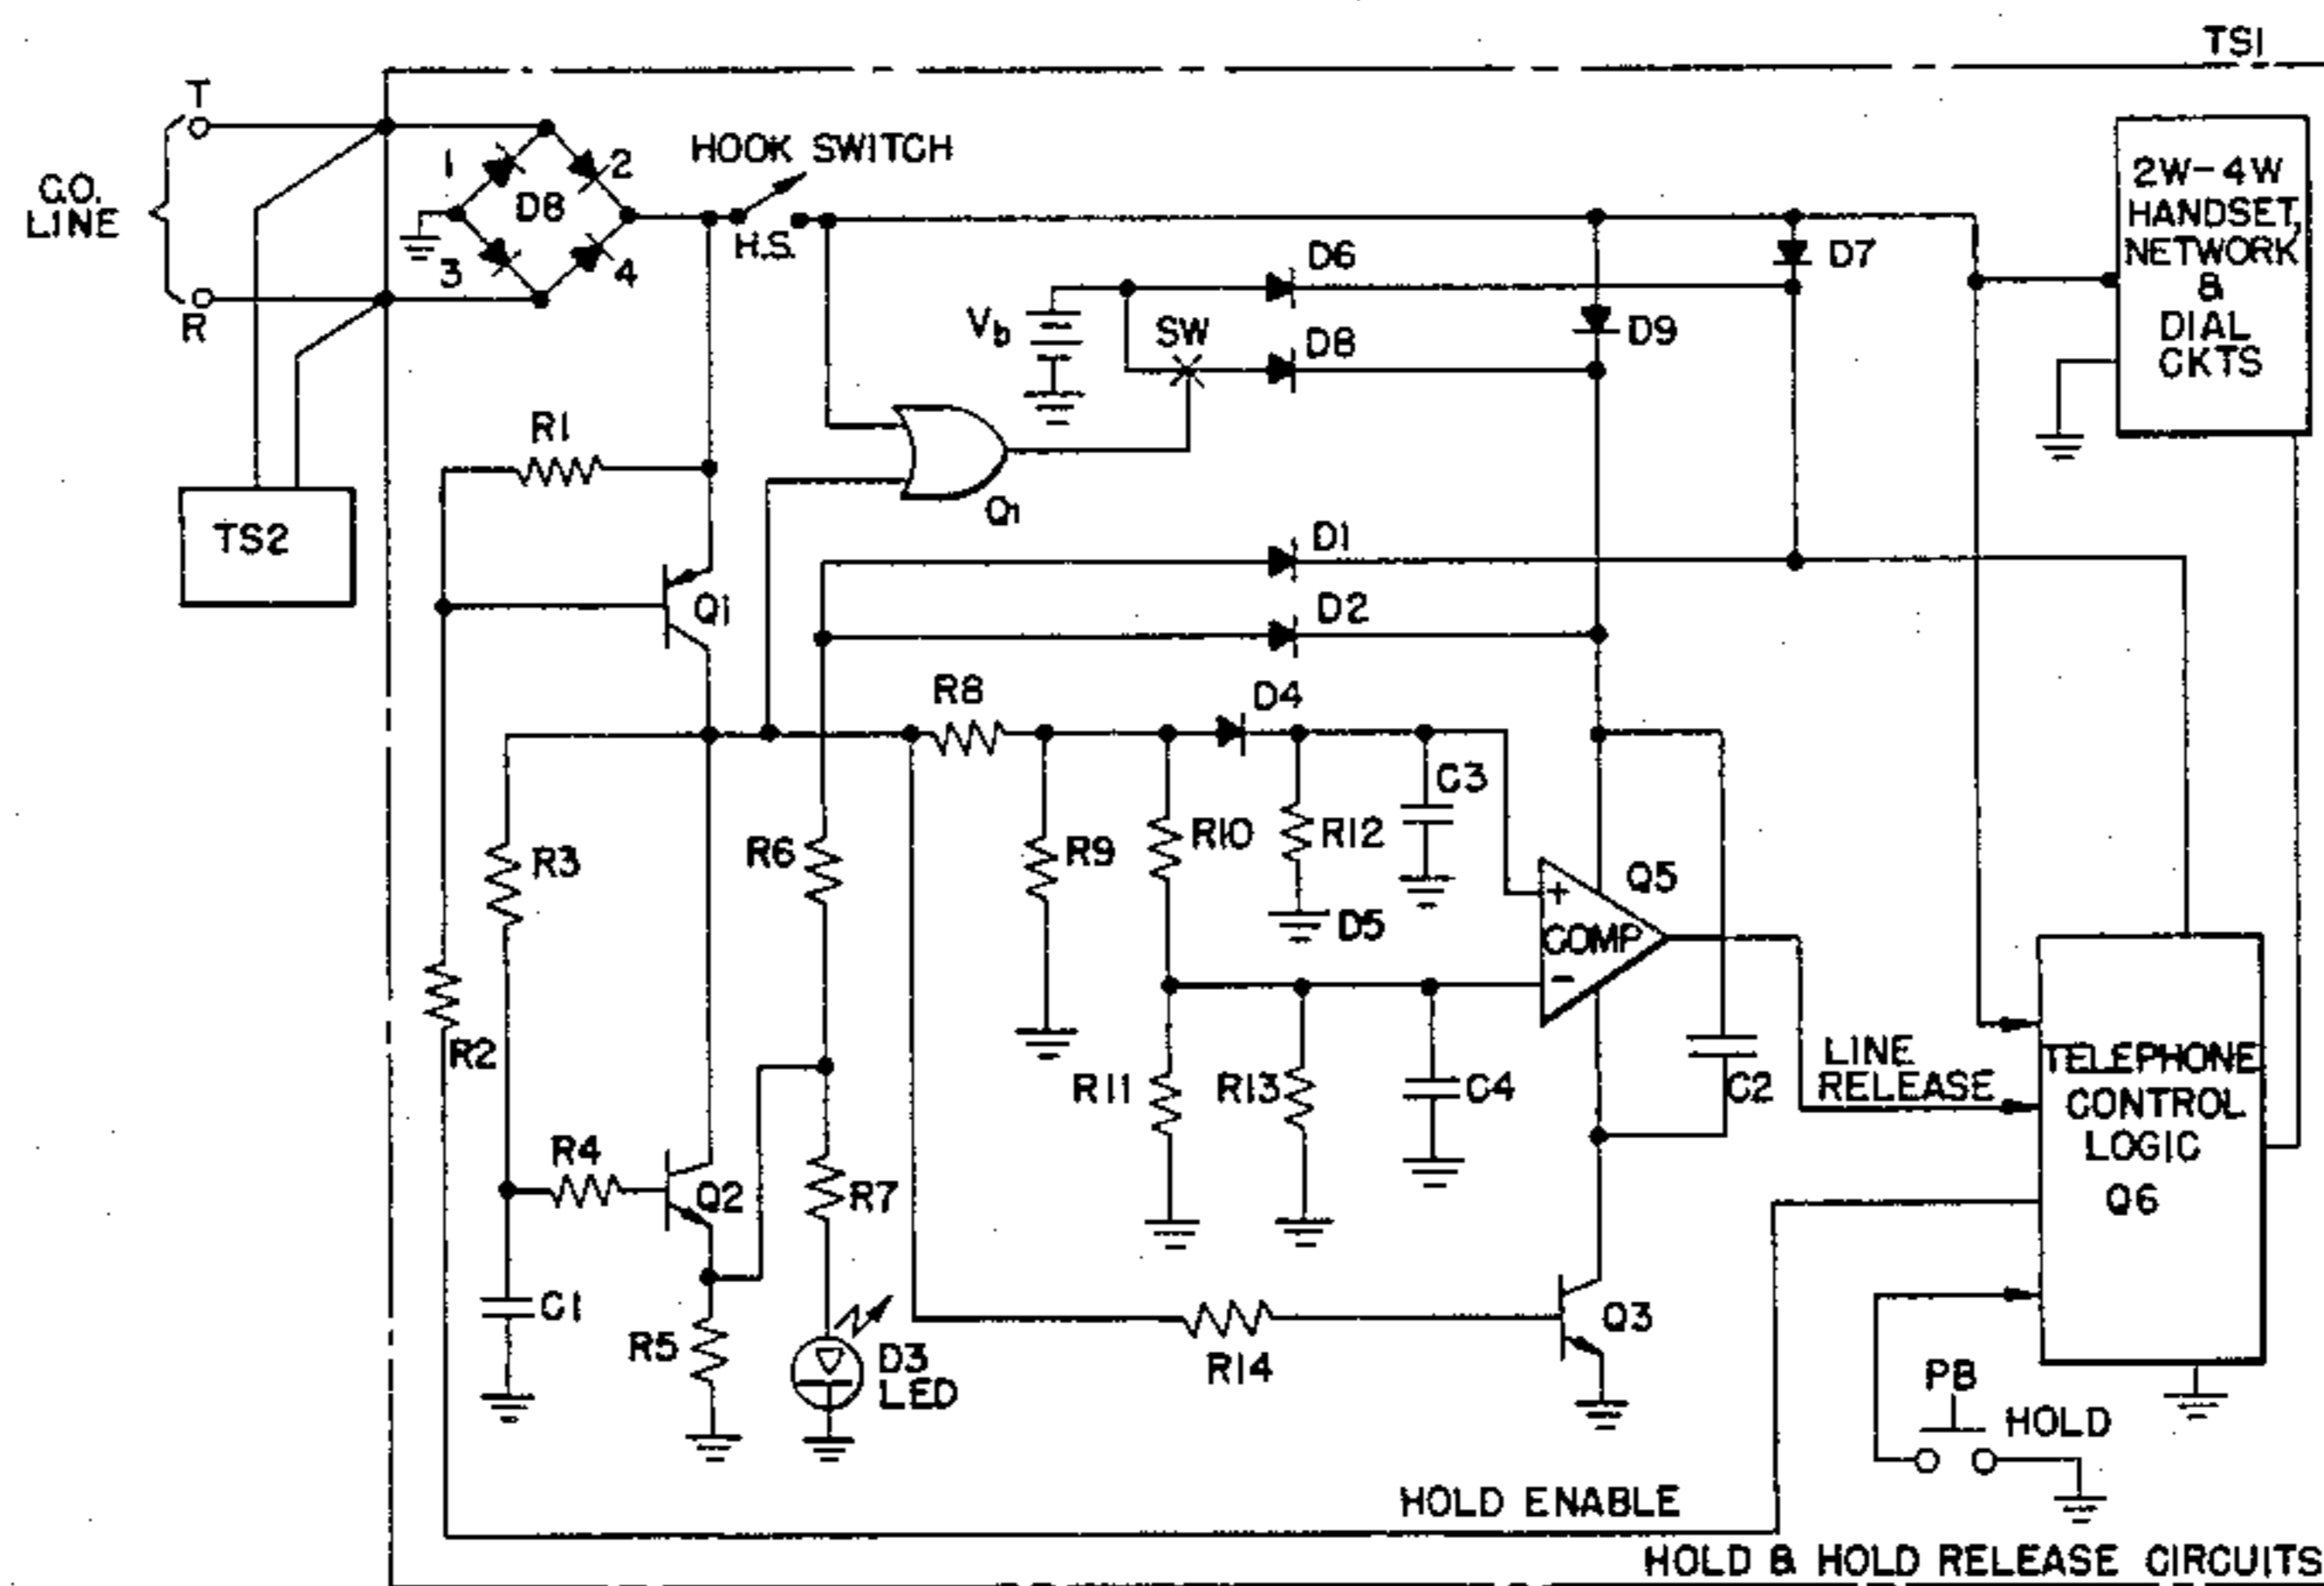 TS1
T
C.O.
LINE
R
1
2
D8
3
4
HOOK SWITCH
H.S.
D6
D7
2W-4W
HANDSET,
NETWORK
&
DIAL
CKTS
Vb
SW
D8
D9
R1
Q1
TS2
D1
Q1
D2
R8
D4
C3
R3
R6
R9
R10
R12
Q5
+
COMP
-
D5
R2
R11
R13
C4
C2
LINE
RELEASE
TELEPHONE
CONTROL
LOGIC
Q6
R4
Q2
R7
C1
R5
D3
LED
R14
Q3
PB
HOLD
HOLD ENABLE
HOLD & HOLD RELEASE CIRCUITS